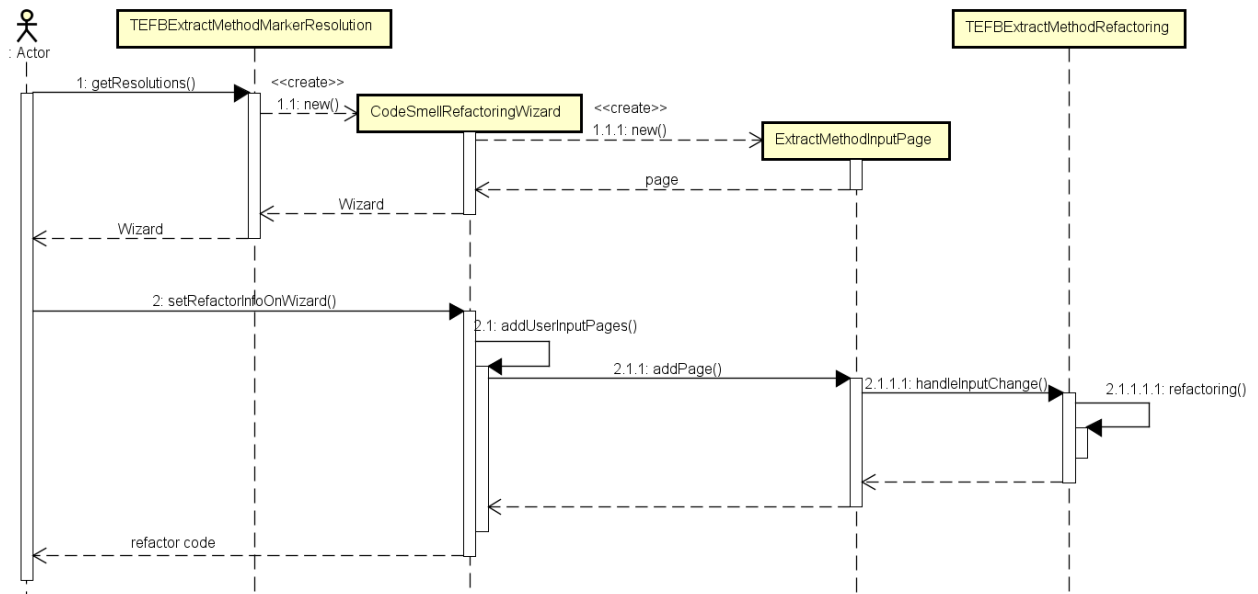 TEFBExtractMethodMarkerResolution
TEFBExtractMethodRefactoring
: Actor
1: getResolutions()
<<create>>
1.1: new()
CodeSmellRefactoringWizard
<<create>>
1.1.1: new()
ExtractMethodInputPage
page
Wizard
Wizard
2: setRefactorInfoOnWizard()
2.1: addUserInputPages()
2.1.1: addPage()
2.1.1.1: handleInputChange()
2.1.1.1.1: refactoring()
refactor code